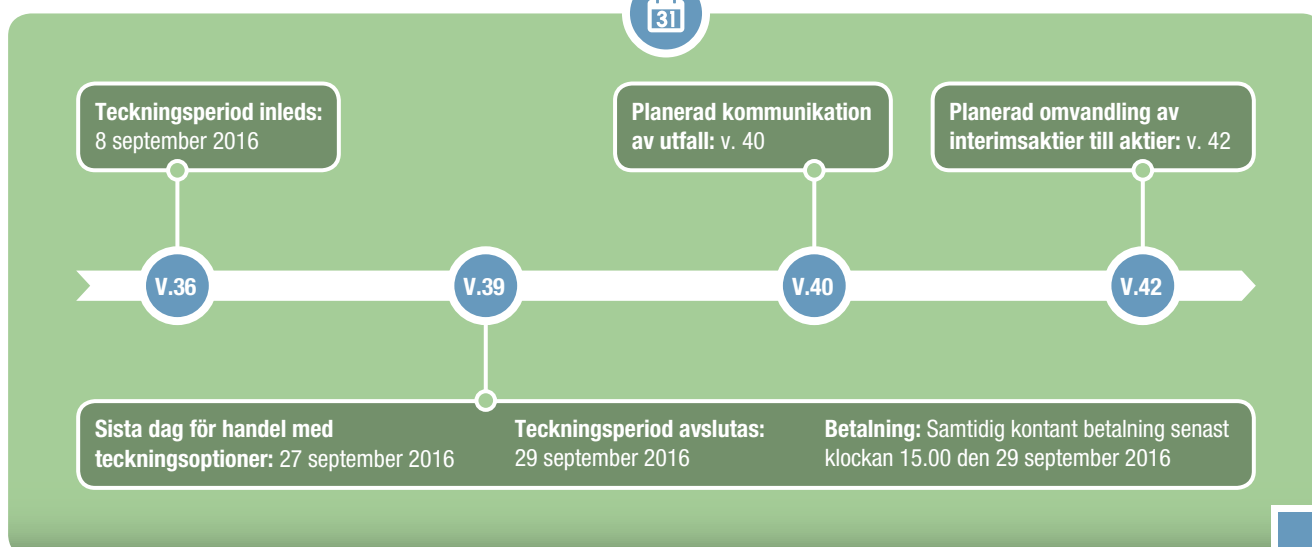 31
Teckningsperiod inleds:
8 september 2016
Planerad kommunikation
av utfall: v. 40
Planerad omvandling av
interimsaktier till aktier: v. 42
V.36
V.39
V.40
V.42
Sista dag för handel med
teckningsoptioner: 27 september 2016
Teckningsperiod avslutas:
29 september 2016
Betalning: Samtidig kontant betalning senast
klockan 15.00 den 29 september 2016